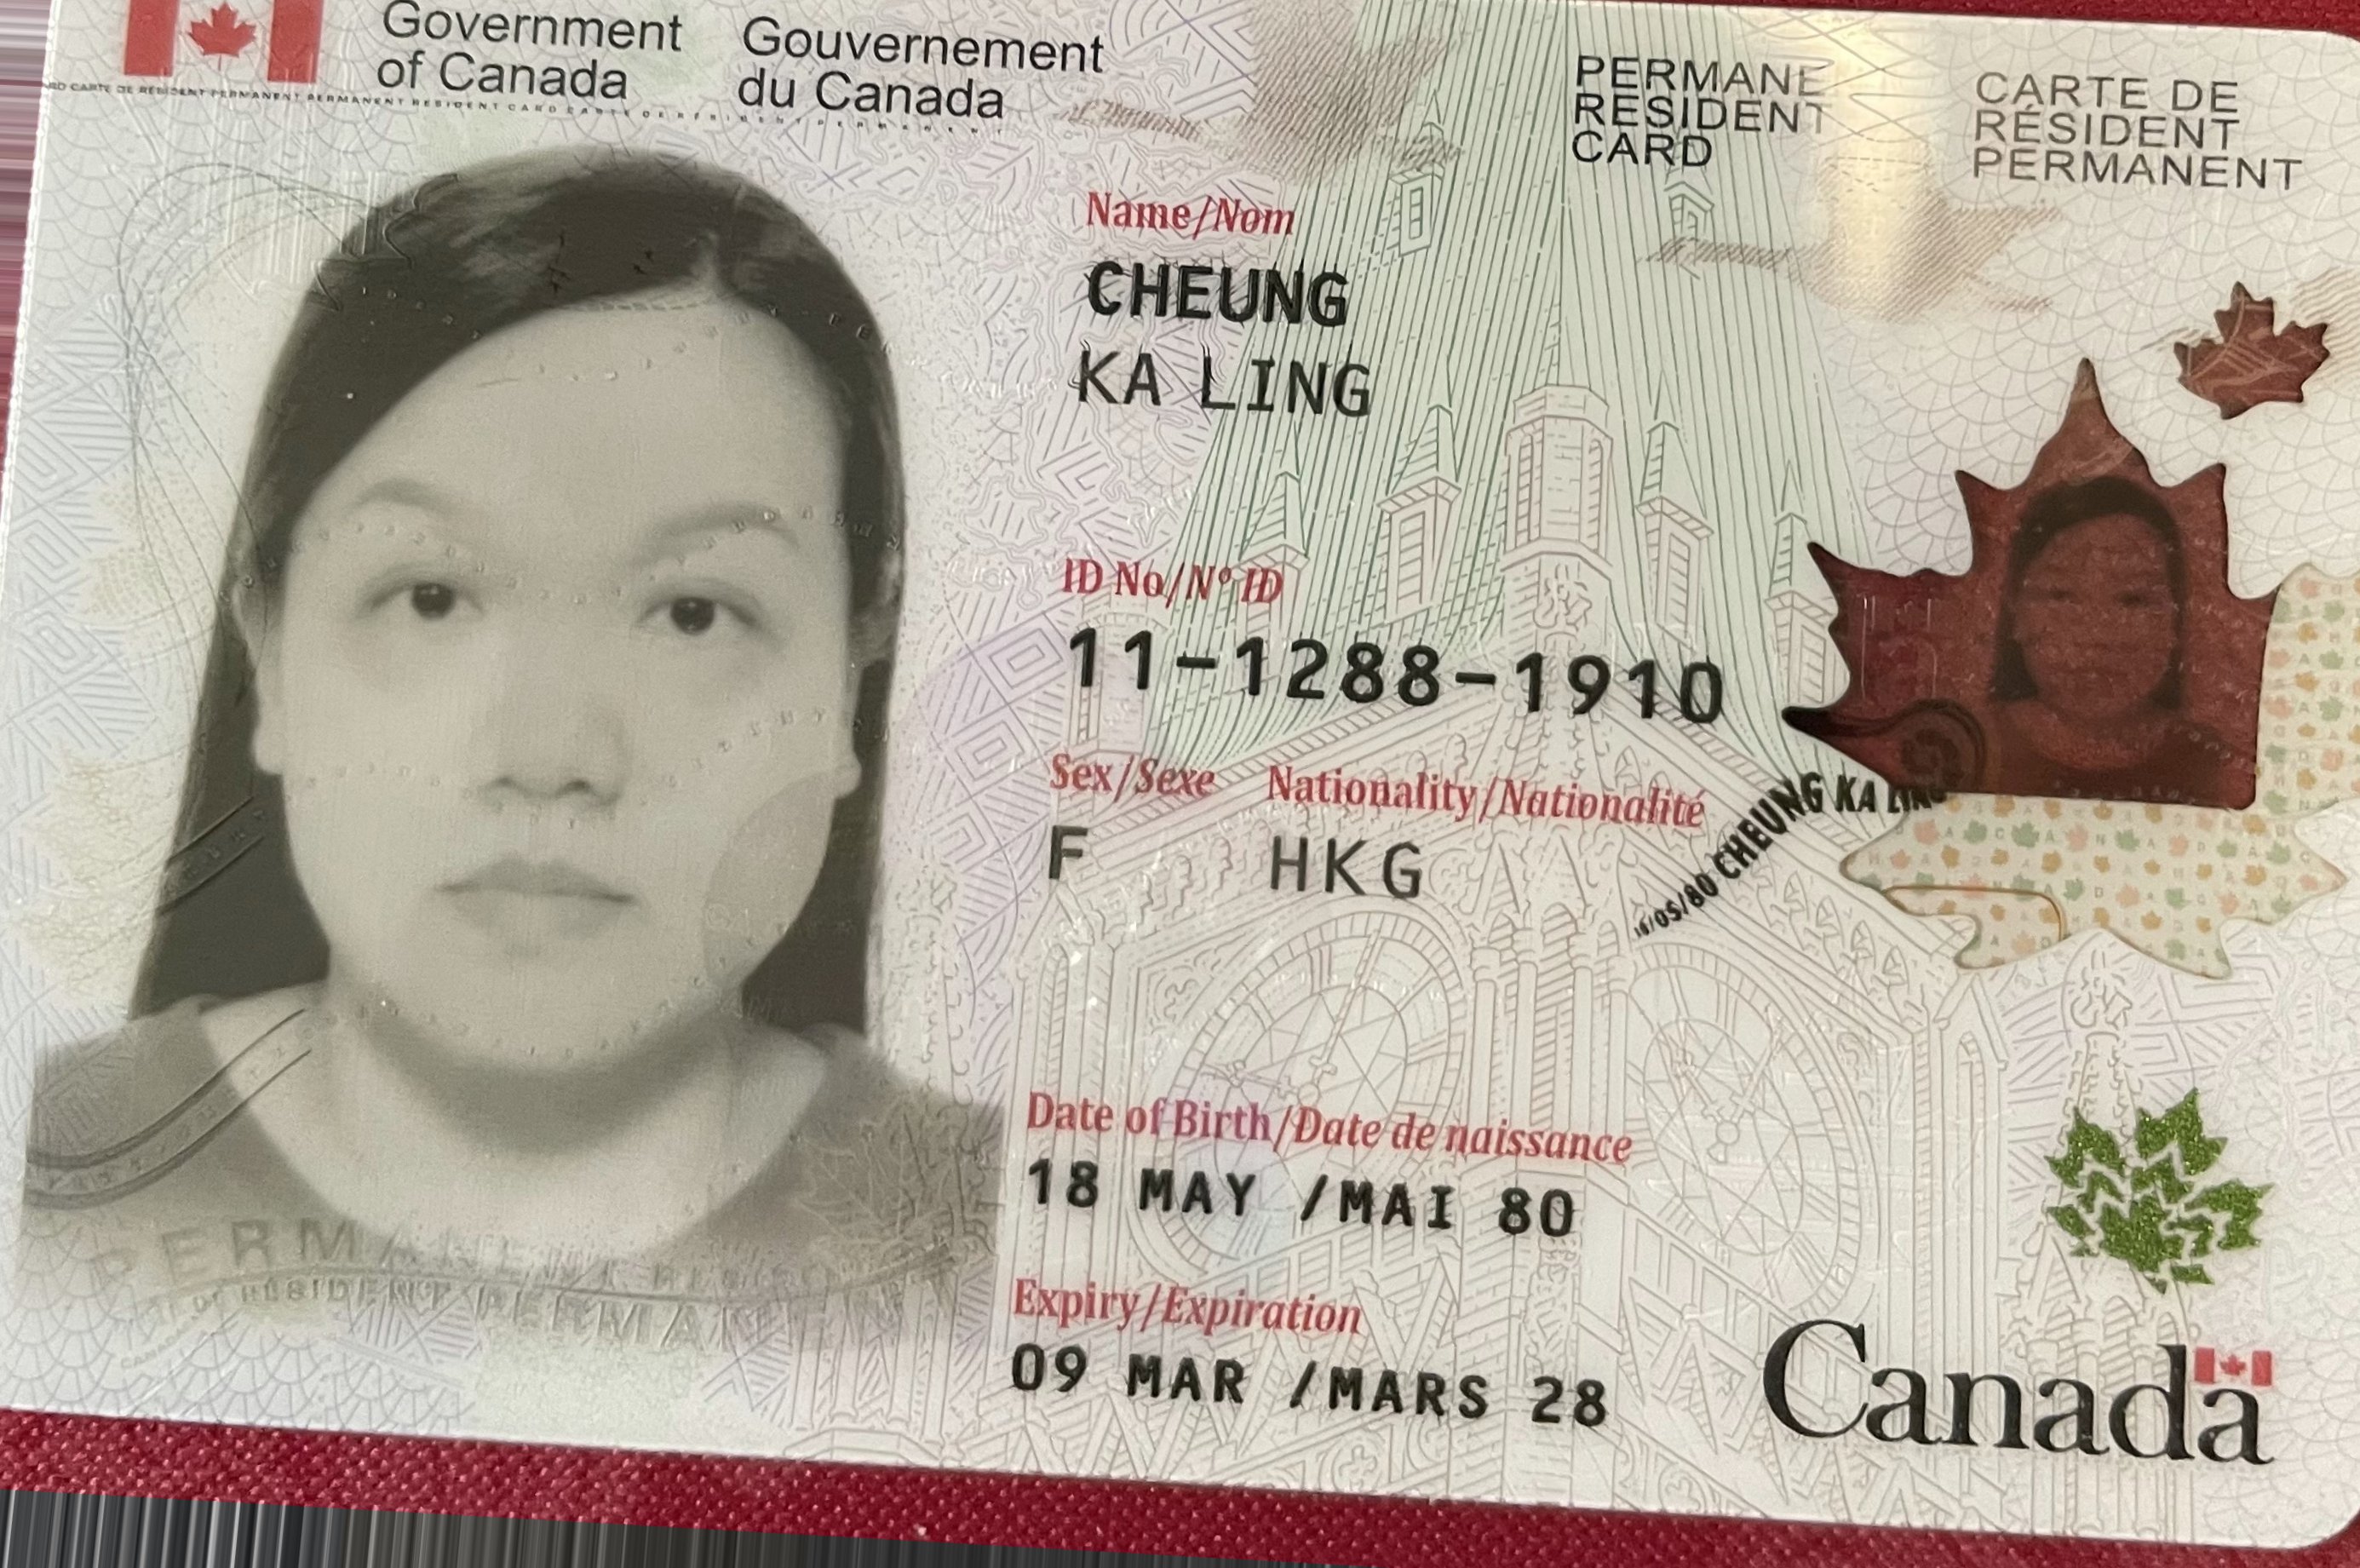 Government of Canada
Gouvernement du Canada
PERMANE
RESIDENT
CARD
CARTE DE
RÉSIDENT
PERMANENT
Name/Nom
CHEUNG
KA LING
ID No/Nº ID
11-1288-1910
Sex/Sexe Nationality/Nationalité
F HKG
/05/80 CHEUNG KA LING
Date of Birth/Date de naissance
18 MAY /MAI 80
Expiry/Expiration
09 MAR /MARS 28
Canada